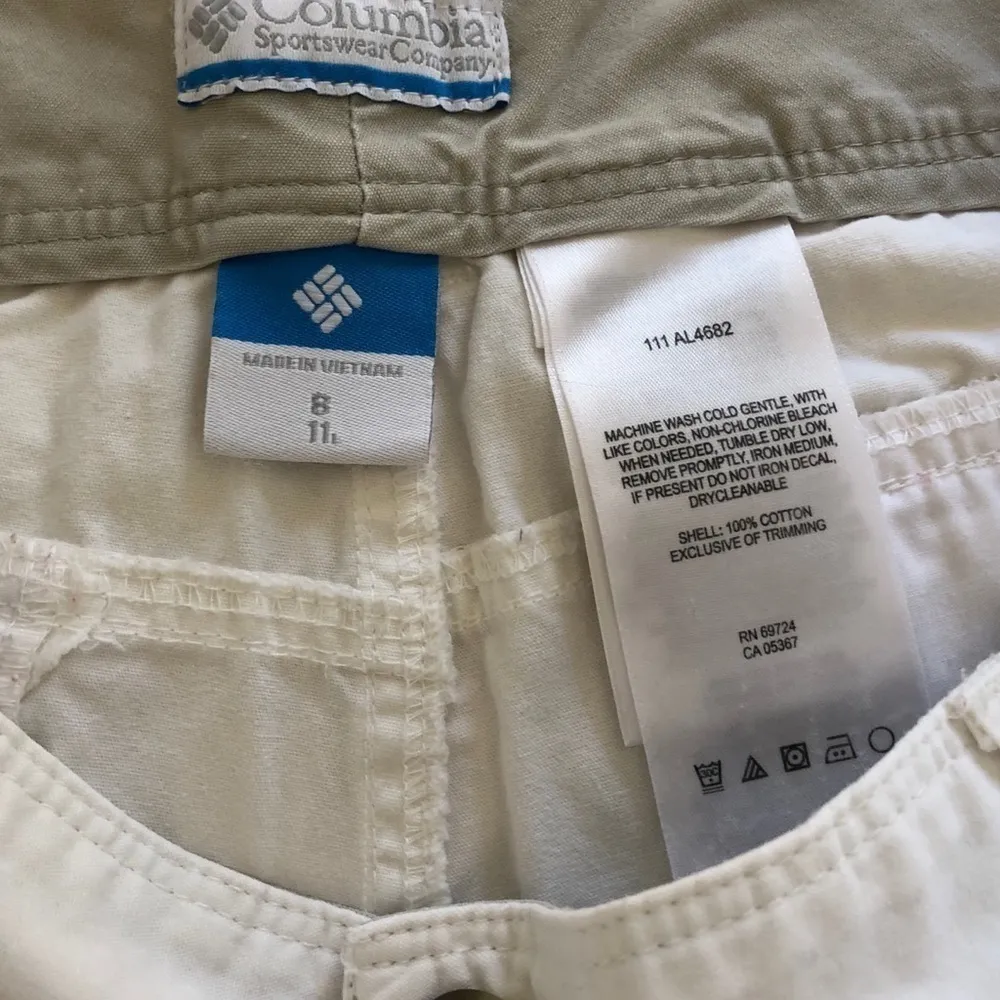 Columbia
Sportswear Company
MADE IN VIETNAM
8
11.
111 AL4682
MACHINE WASH COLD GENTLE, WITH
LIKE COLORS, NON-CHLORINE BLEACH
WHEN NEEDED, TUMBLE DRY LOW,
REMOVE PROMPTLY, IRON MEDIUM,
IF PRESENT DO NOT IRON DECAL,
DRYCLEANABLE
SHELL: 100% COTTON
EXCLUSIVE OF TRIMMING
RN 69724
CA 05367